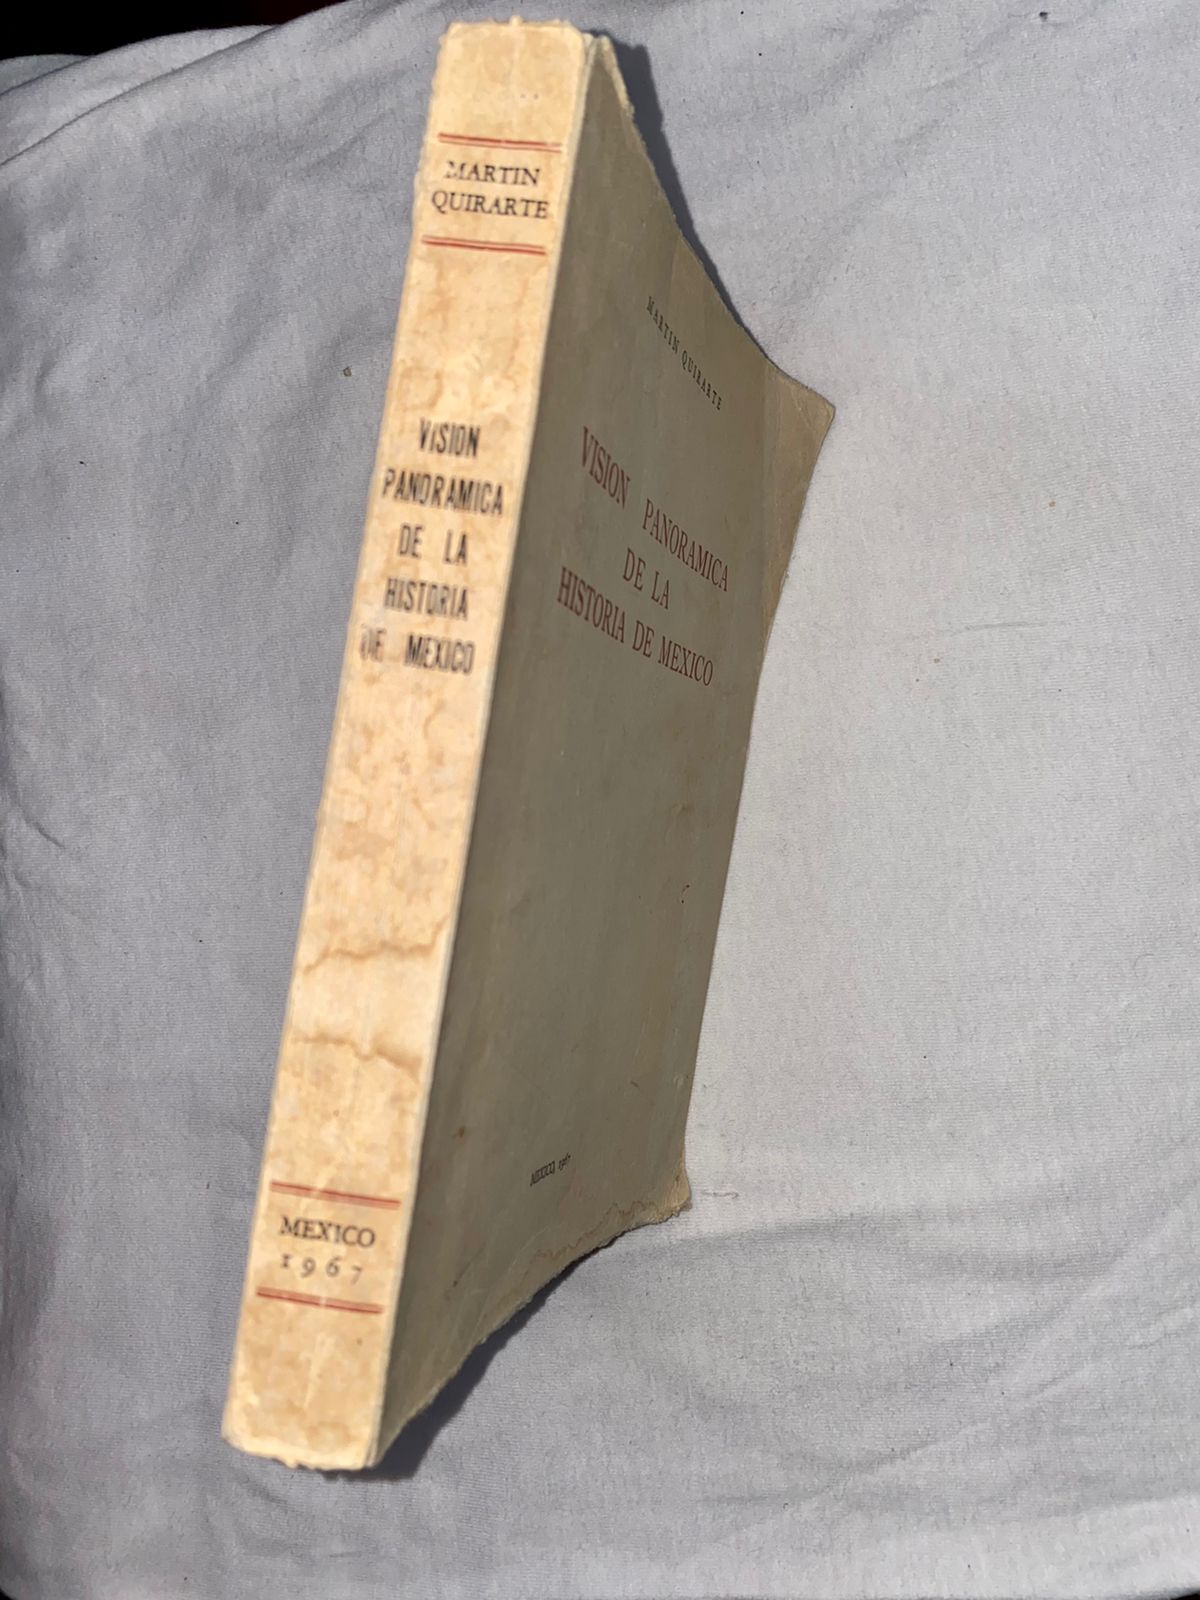 MARTIN
QUIRARTE
VISION
PANORAMICA
DE LA
HISTORIA
DE MEXICO
MEXICO
1967
MARTIN QUIRARTE
VISION PANORAMICA
DE LA
HISTORIA DE MEXICO
MEXICO, 1967